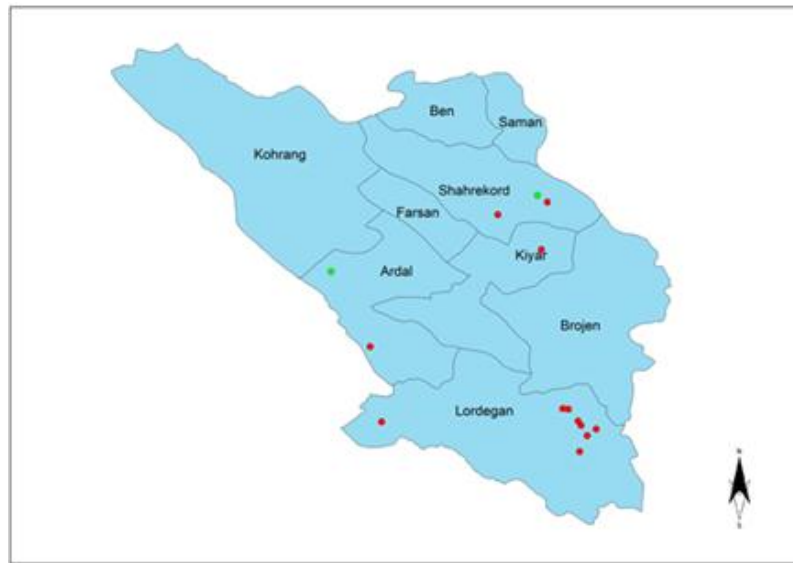 Ben
Saman
Kohrang
Shahrekord
Farsan
Kiyar
Ardal
Brojen
Lordegan
N
S